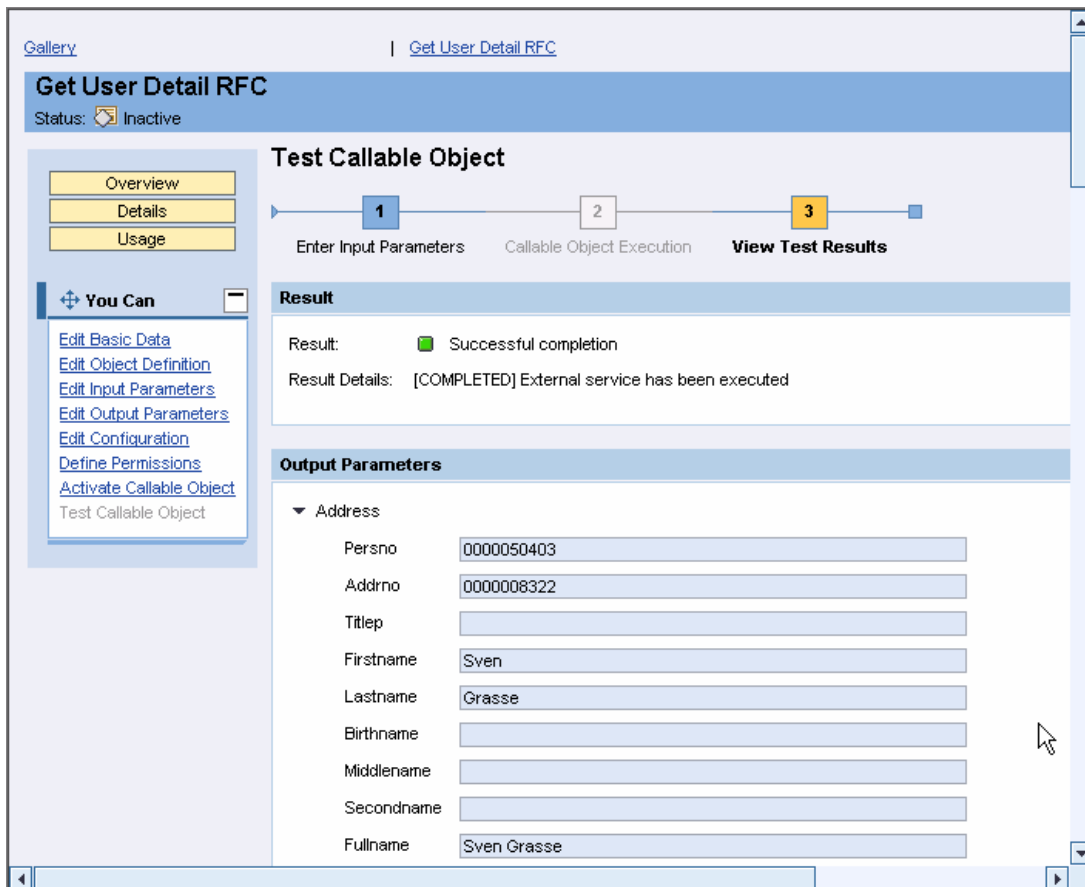 Gallery | Get User Detail RFC
Get User Detail RFC
Status: Inactive
Overview
Details
Usage
You Can
Edit Basic Data
Edit Object Definition
Edit Input Parameters
Edit Output Parameters
Edit Configuration
Define Permissions
Activate Callable Object
Test Callable Object
Test Callable Object
1 2 3
Enter Input Parameters Callable Object Execution View Test Results
Result
Result: Successful completion
Result Details: [COMPLETED] External service has been executed
Output Parameters
Address
Persno 0000050403
Addrno 0000008322
Titlep
Firstname Sven
Lastname Grasse
Birthname
Middlename
Secondname
Fullname Sven Grasse